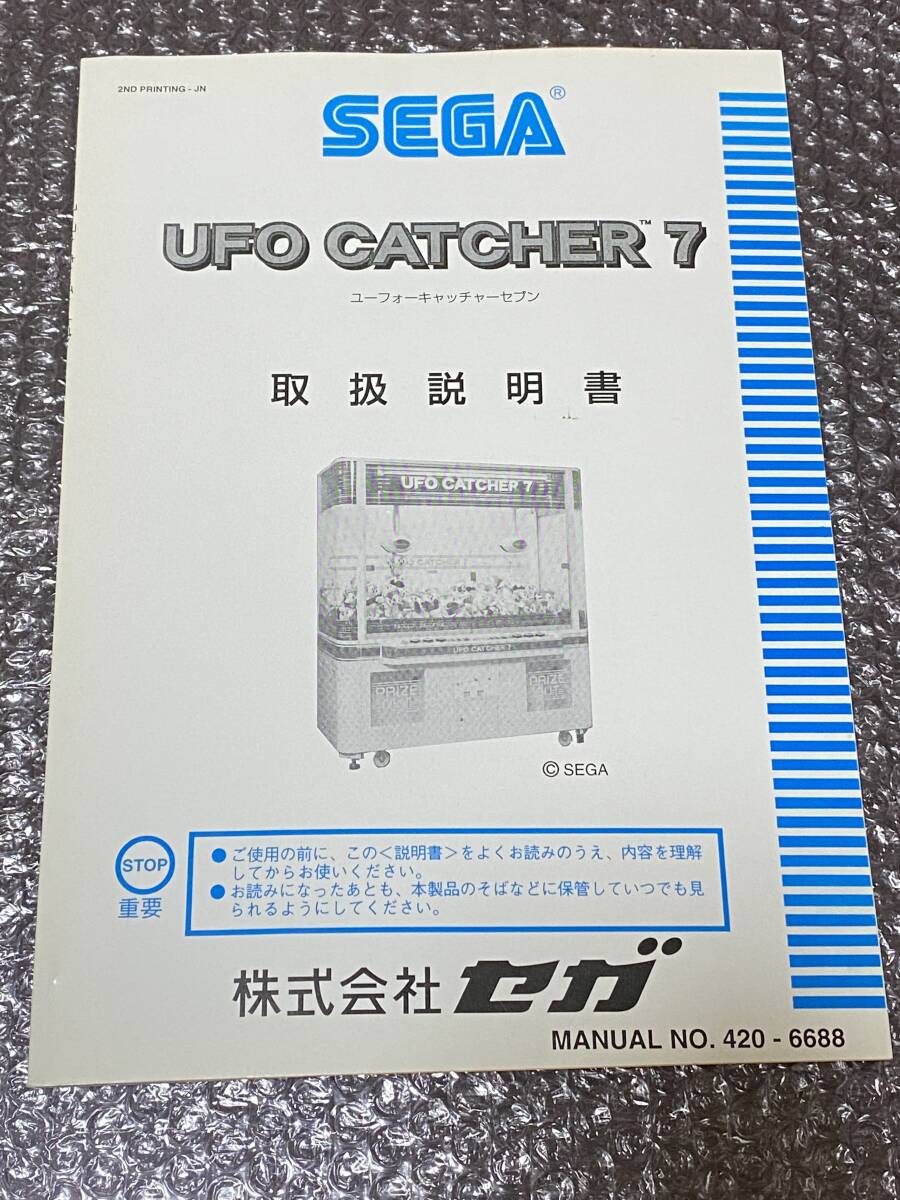 2ND PRINTING - JN
SEGA®
UFO CATCHER™ 7
ユーフォーキャッチャーセブン
取扱説明書
UFO CATCHER 7
UFO CATCHER 7
PRIZE
PRIZE
© SEGA
STOP
重要
●ご使用の前に、この<説明書>をよくお読みのうえ、内容を理解
してからお使いください。
●お読みになったあとも、本製品のそばなどに保管していつでも見
られるようにしてください。
株式会社セガ
MANUAL NO. 420 - 6688